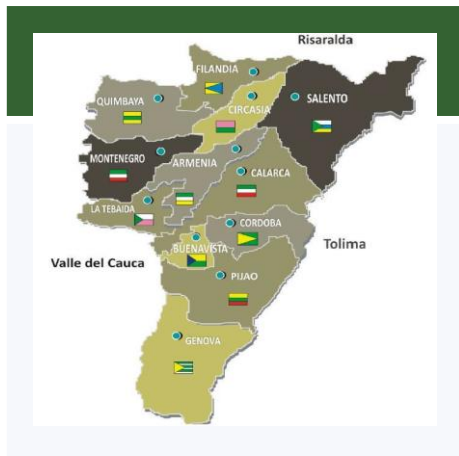 Risaralda
FILANDIA
QUIMBAYA
CIRCASIA
SALENTO
MONTENEGRO
ARMENIA
CALARCA
LA TEBAIDA
CORDOBA
BUENAVISTA
Tolima
Valle del Cauca
PIJAO
GENOVA